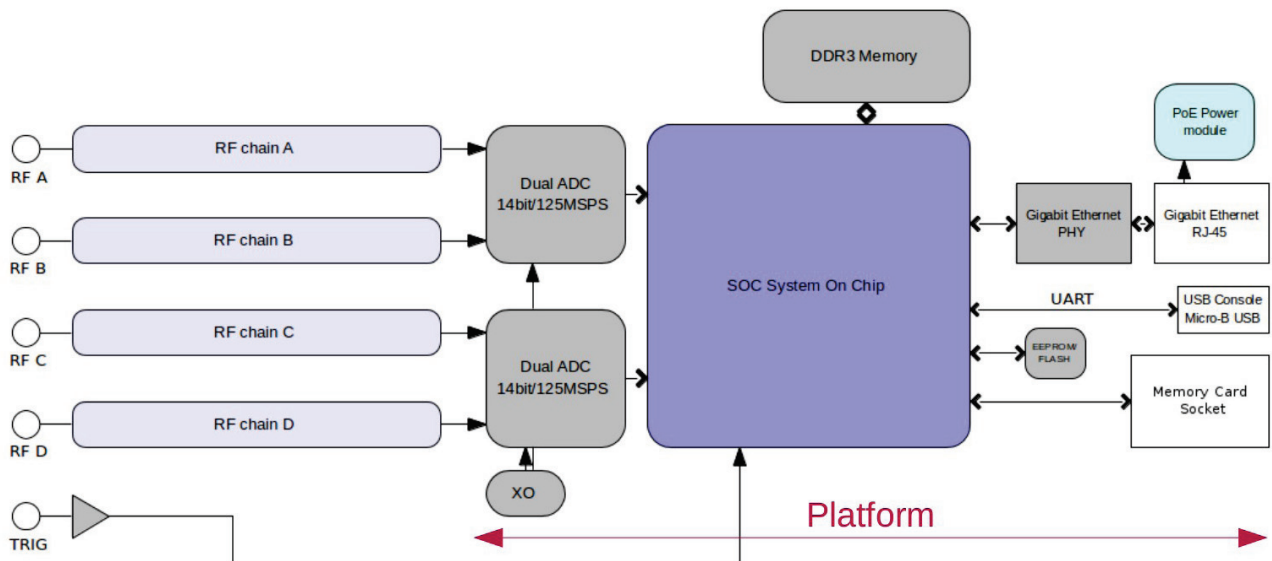 DDR3 Memory
PoE Power
module
RF A
RF chain A
Dual ADC
14bit/125MSPS
RF B
RF chain B
SOC System On Chip
Gigabit Ethernet
PHY
Gigabit Ethernet
RJ-45
UART
USB Console
Micro-B USB
RF C
RF chain C
Dual ADC
14bit/125MSPS
EEPROM/
FLASH
Memory Card
Socket
RF D
RF chain D
XO
TRIG
Platform